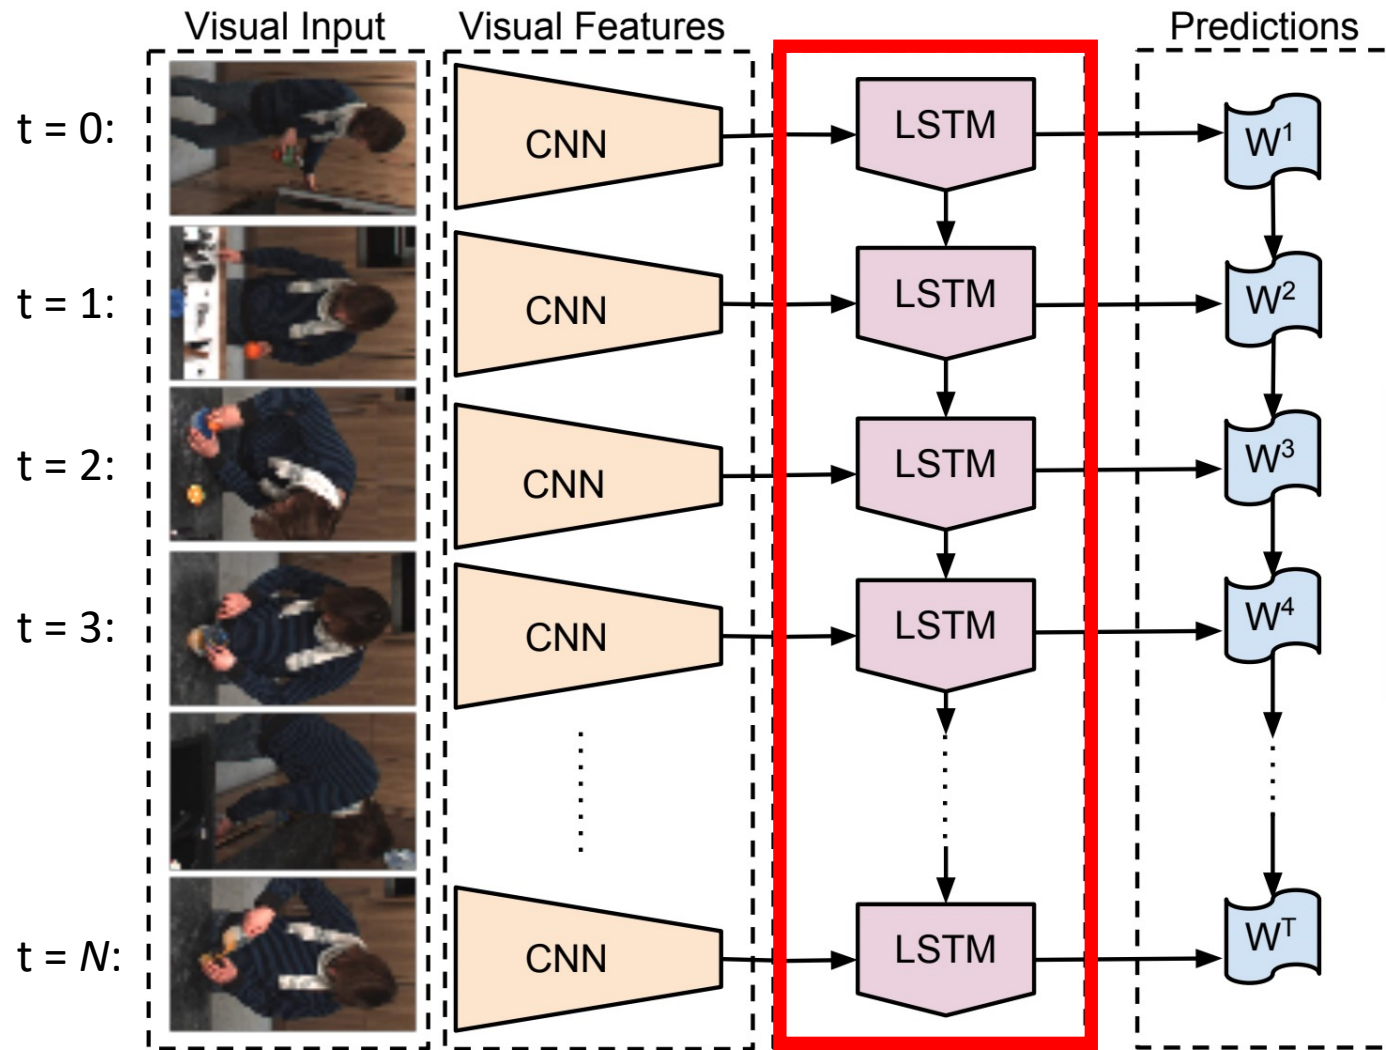 Visual Input Visual Features Predictions
t = 0: CNN LSTM W¹
t = 1: CNN LSTM W²
t = 2: CNN LSTM W³
t = 3: CNN LSTM W⁴
t = N: CNN LSTM Wᵀ